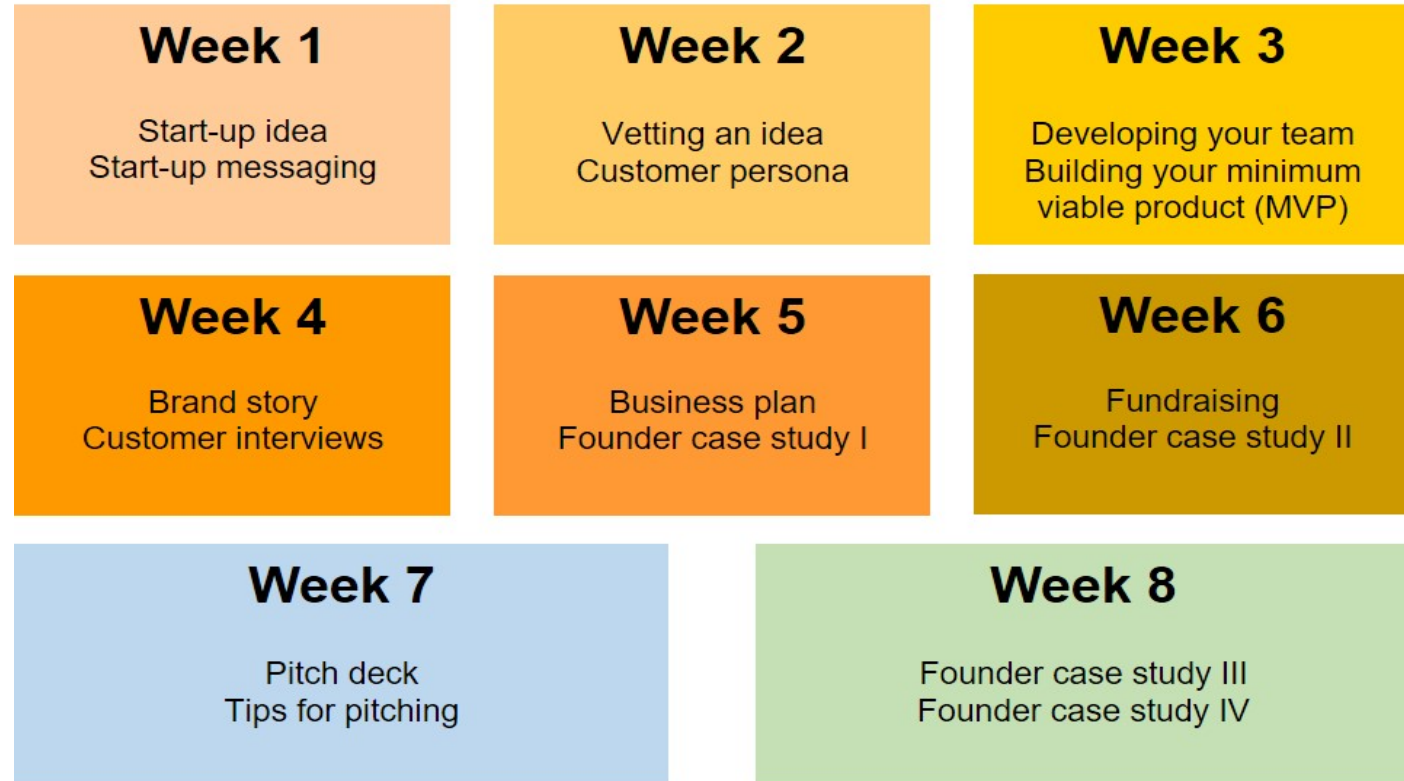 Week 1
Start-up idea
Start-up messaging
Week 2
Vetting an idea
Customer persona
Week 3
Developing your team
Building your minimum
viable product (MVP)
Week 4
Brand story
Customer interviews
Week 5
Business plan
Founder case study I
Week 6
Fundraising
Founder case study II
Week 7
Pitch deck
Tips for pitching
Week 8
Founder case study III
Founder case study IV